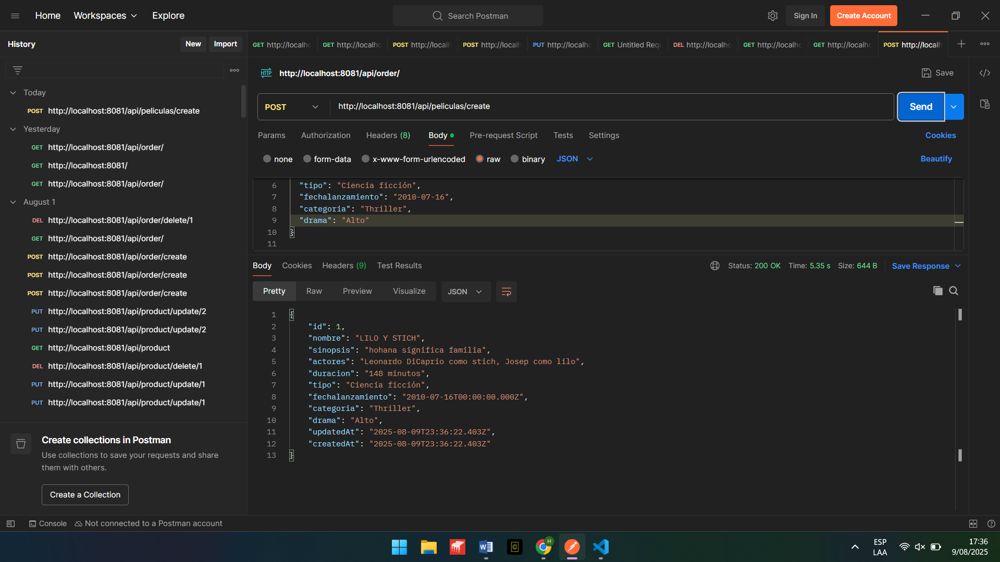 Home Workspaces Explore
Search Postman
Sign In Create Account
History New Import
GET http://localho GET http://localho POST http://localh POST http://localh PUT http://localho GET Untitled Requ DEL http://localho GET http://localho GET http://localho POST http://localh
HTTP http://localhost:8081/api/order/ Save
Today
POST http://localhost:8081/api/peliculas/create
Yesterday
GET http://localhost:8081/api/order/
GET http://localhost:8081/
GET http://localhost:8081/api/order/
August 1
DEL http://localhost:8081/api/order/delete/1
GET http://localhost:8081/api/order/
POST http://localhost:8081/api/order/create
POST http://localhost:8081/api/order/create
POST http://localhost:8081/api/order/create
PUT http://localhost:8081/api/product/update/2
PUT http://localhost:8081/api/product/update/2
GET http://localhost:8081/api/product
DEL http://localhost:8081/api/product/delete/1
PUT http://localhost:8081/api/product/update/1
PUT http://localhost:8081/api/product/update/1
Create collections in Postman
Use collections to save your requests and share
them with others.
Create a Collection
POST http://localhost:8081/api/peliculas/create Send
Params Authorization Headers (8) Body Pre-request Script Tests Settings Cookies
none form-data x-www-form-urlencoded raw binary JSON Beautify
6 "tipo": "Ciencia ficción",
7 "fechalanzamiento": "2010-07-16",
8 "categoria": "Thriller",
9 "drama": "Alto"
10 }
11
Body Cookies Headers (9) Test Results Status: 200 OK Time: 5.35 s Size: 644 B Save Response
Pretty Raw Preview Visualize JSON
1 {
2 "id": 1,
3 "nombre": "LILO Y STICH",
4 "sinopsis": "hohana significa familia",
5 "actores": "Leonardo DiCaprio como stich, Josep como lilo",
6 "duracion": "148 minutos",
7 "tipo": "Ciencia ficción",
8 "fechalanzamiento": "2010-07-16T00:00:00.000Z",
9 "categoria": "Thriller",
10 "drama": "Alto",
11 "updatedAt": "2025-08-09T23:36:22.403Z",
12 "createdAt": "2025-08-09T23:36:22.403Z"
13 }
Console Not connected to a Postman account
W C H
ESP
LAA
17:36
9/08/2025